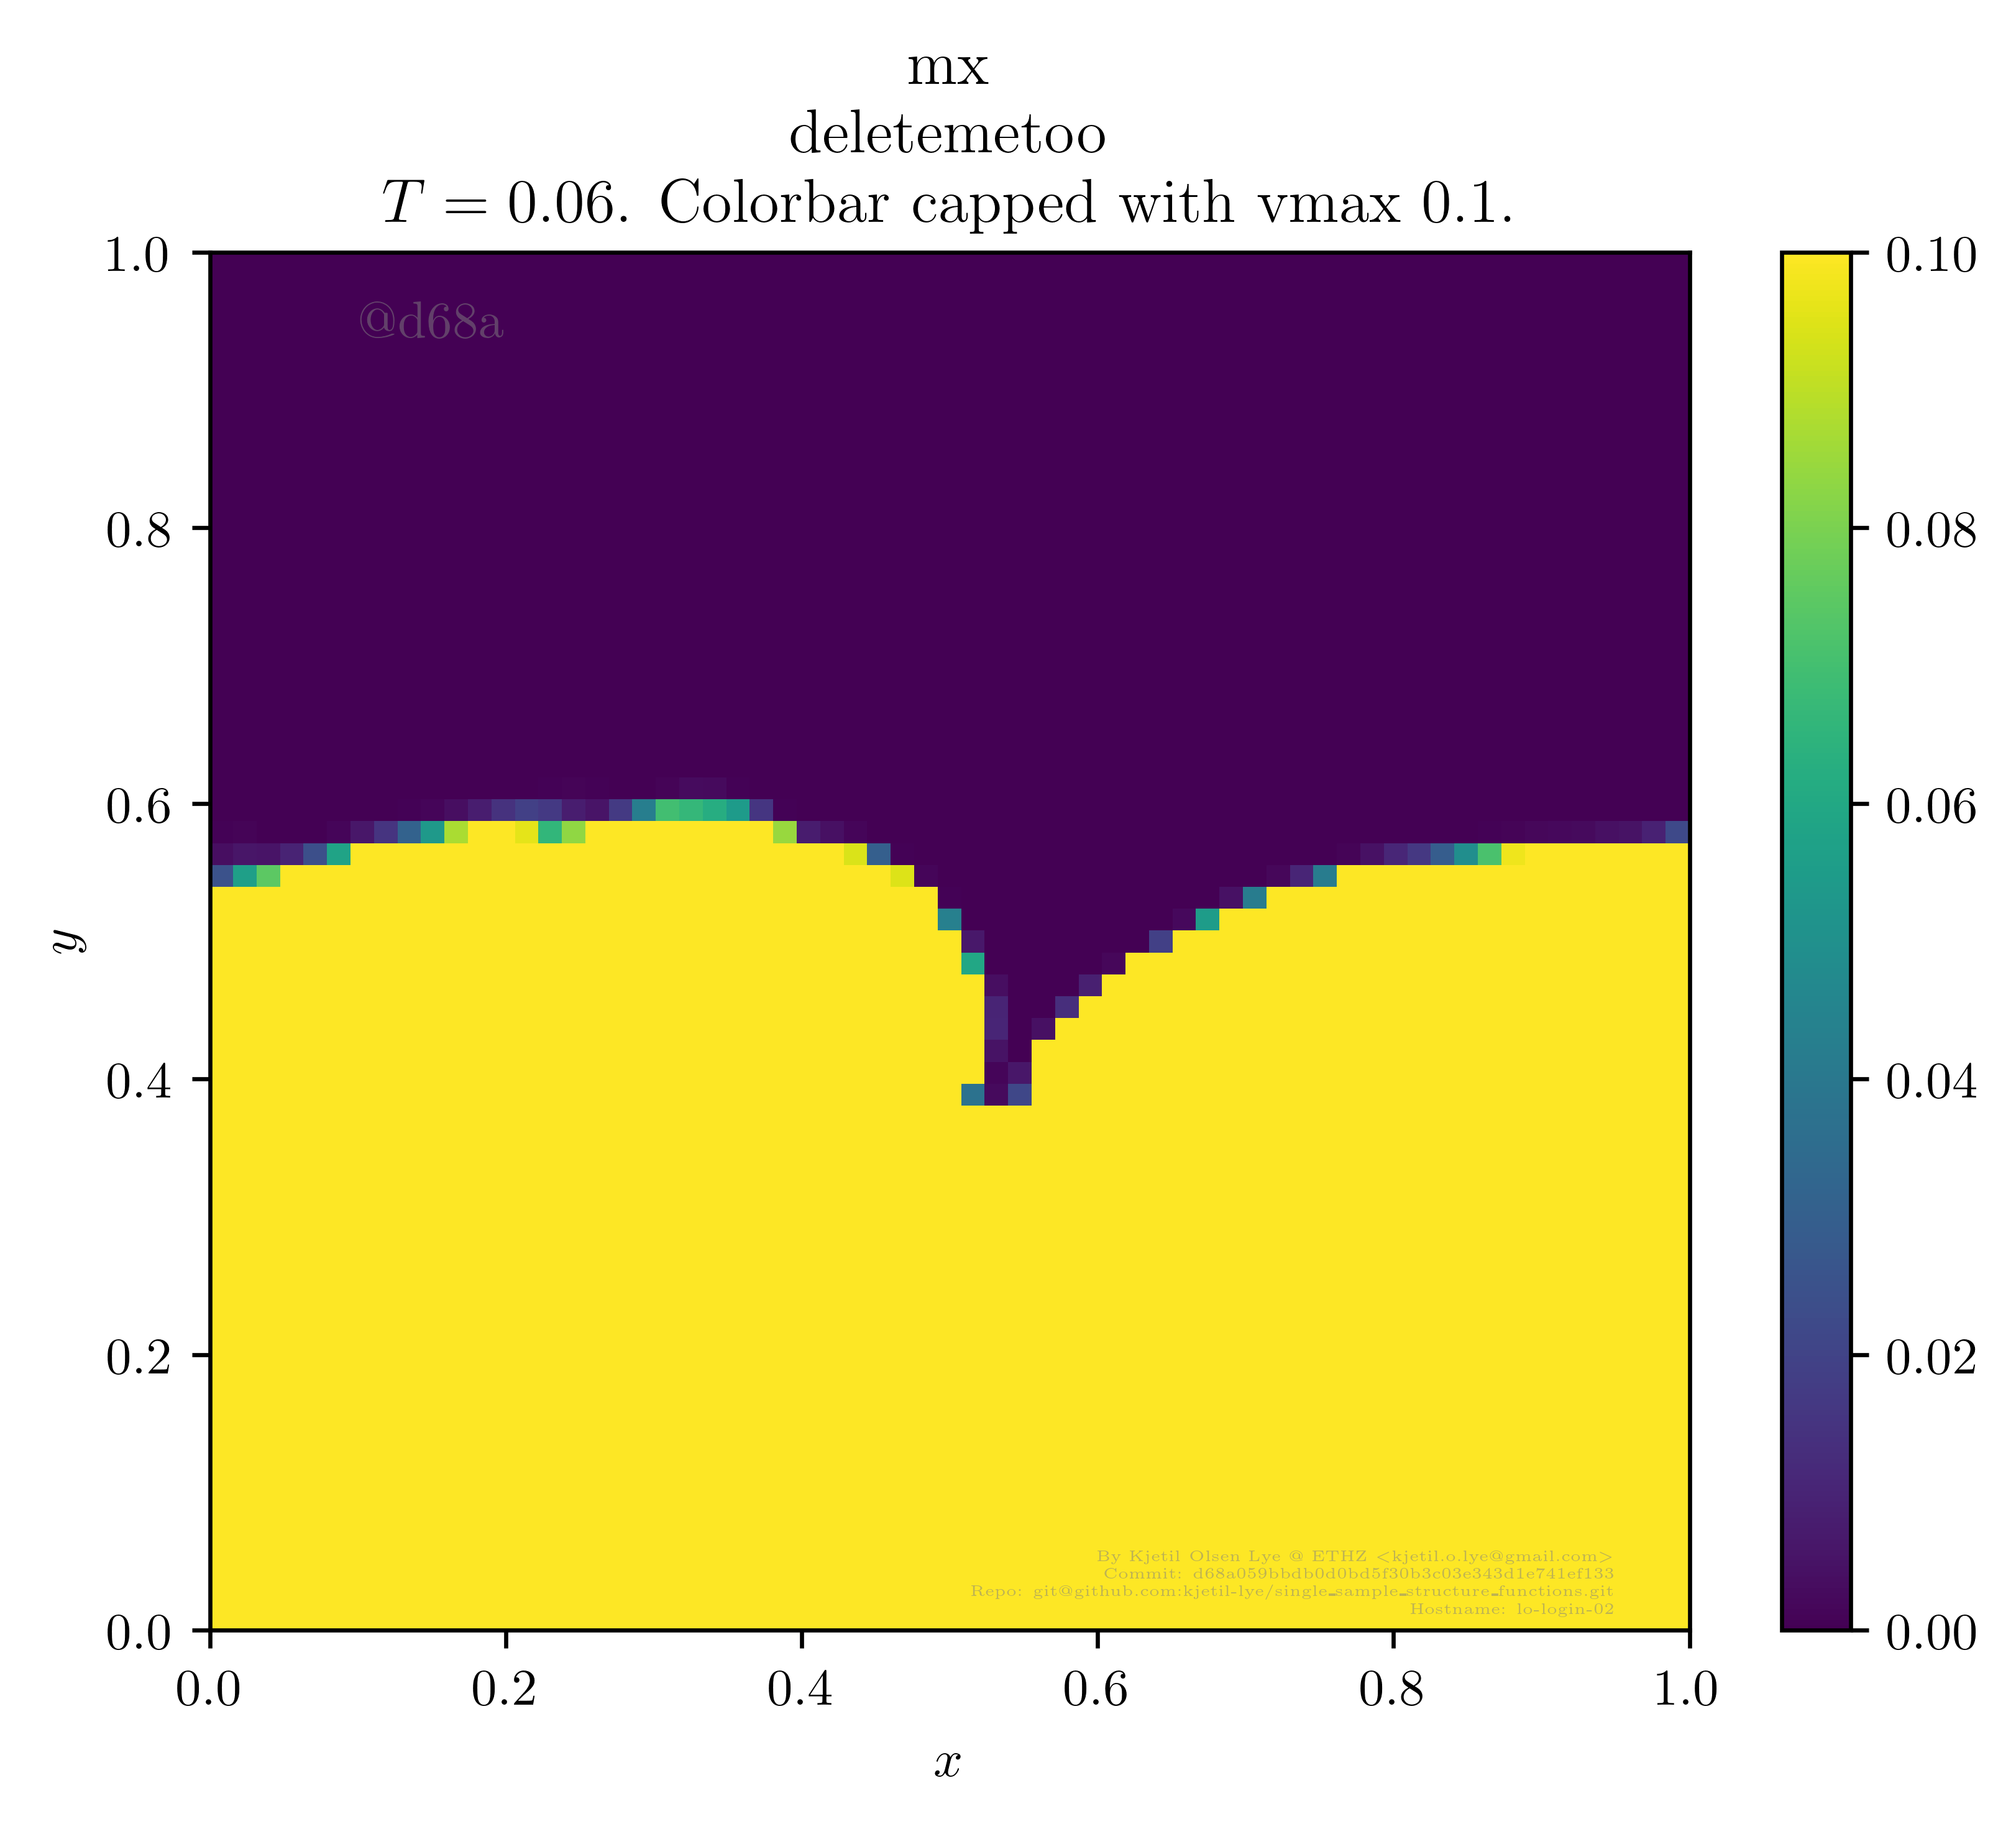 mx
deletemetoo
T = 0.06. Colorbar capped with vmax 0.1.
1.0
0.8
0.6
0.4
0.2
0.0
y
@d68a
0.10
0.08
0.06
0.04
0.02
0.00
By Kjetil Olsen Lye @ ETHZ <kjetil.o.lye@gmail.com>
Commit: d68a059bbdb0d0bd5f30b3c03e343d1e741ef133
Repo: git@github.com:kjetil-lye/single_sample_structure_functions.git
Hostname: lo-login-02
0.0 0.2 0.4 0.6 0.8 1.0
x